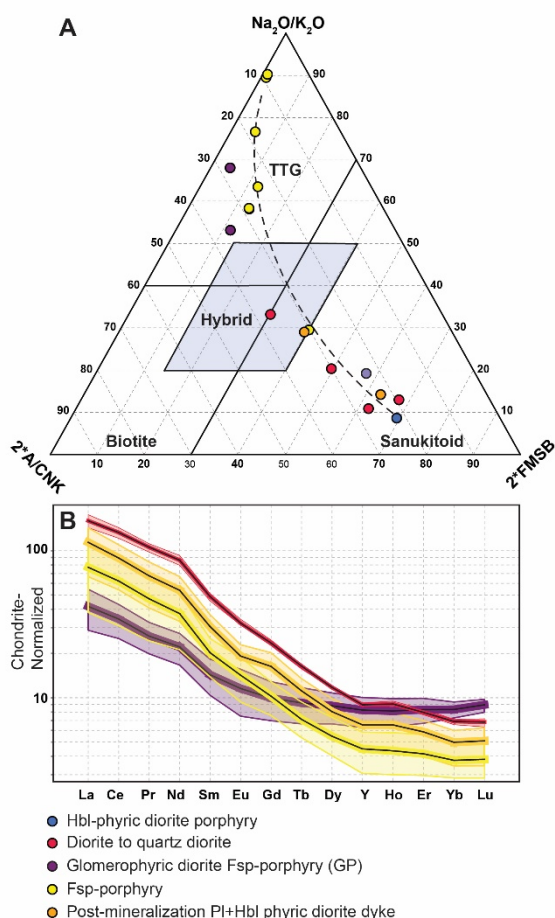 A
Na₂O/K₂O
10 90
20 80
30 70
TTG
40 60
50 50
60 40
Hybrid
70 30
80 20
90 10
Biotite Sanukitoid
2*A/CNK 10 20 30 40 50 60 70 80 90 2*FMSB
B
100
Chondrite-
Normalized
10
La Ce Pr Nd Sm Eu Gd Tb Dy Y Ho Er Yb Lu
Hbl-phyric diorite porphyry
Diorite to quartz diorite
Glomerophyric diorite Fsp-porphyry (GP)
Fsp-porphyry
Post-mineralization Pl+Hbl phyric diorite dyke